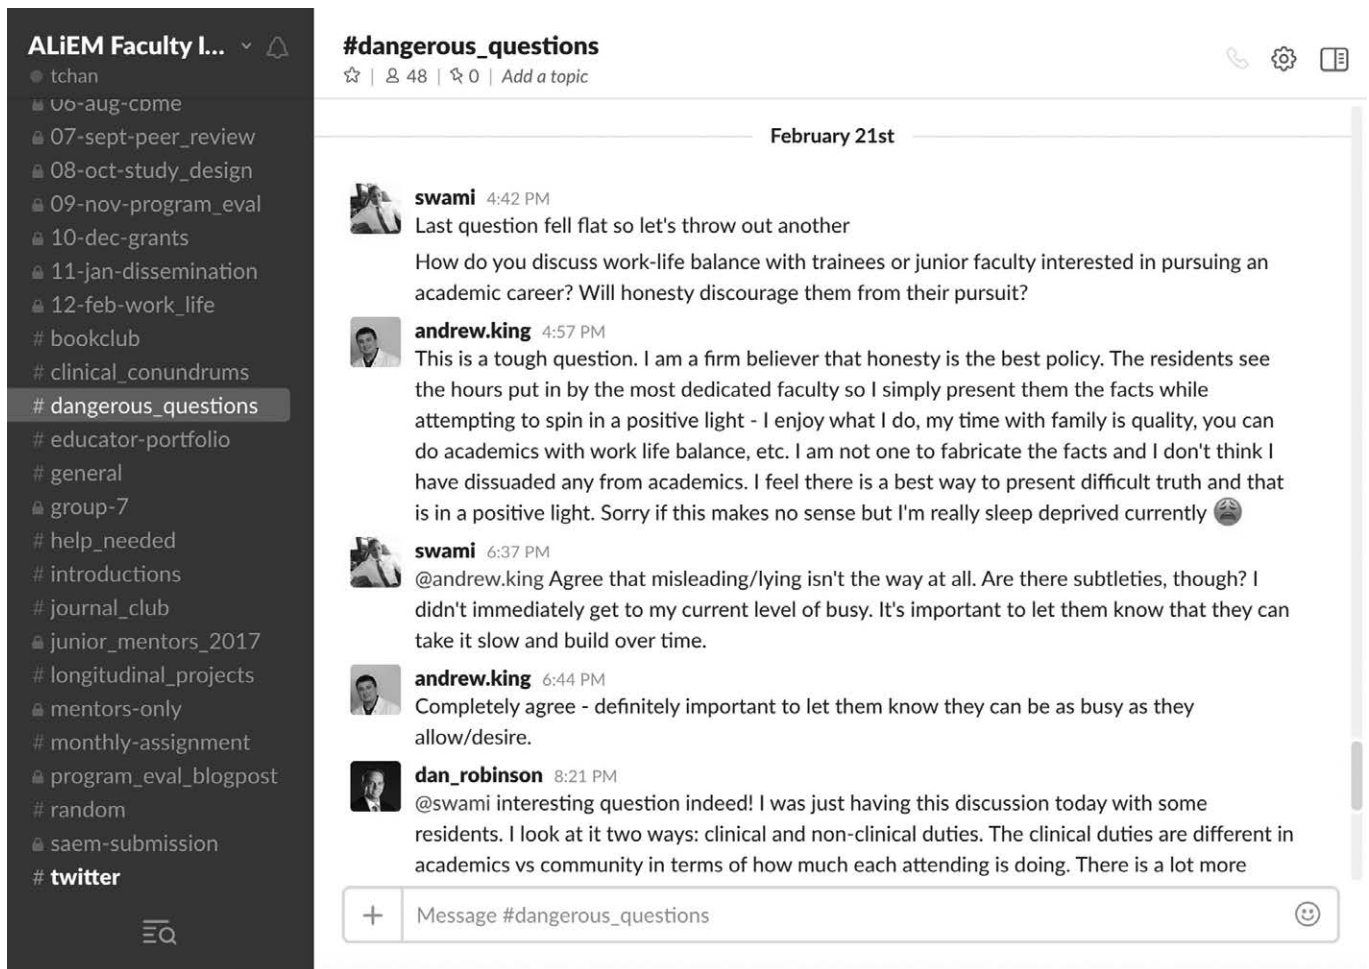 ALiEM Faculty I...
tchan
06-aug-cbme
07-sept-peer_review
08-oct-study_design
09-nov-program_eval
10-dec-grants
11-jan-dissemination
12-feb-work_life
# bookclub
# clinical_conundrums
# dangerous_questions
# educator-portfolio
# general
group-7
# help_needed
# introductions
# journal_club
junior_mentors_2017
# longitudinal_projects
mentors-only
# monthly-assignment
program_eval_blogpost
# random
saem-submission
# twitter
#dangerous_questions
48 | 0 | Add a topic
February 21st
swami 4:42 PM
Last question fell flat so let's throw out another
How do you discuss work-life balance with trainees or junior faculty interested in pursuing an
academic career? Will honesty discourage them from their pursuit?
andrew.king 4:57 PM
This is a tough question. I am a firm believer that honesty is the best policy. The residents see
the hours put in by the most dedicated faculty so I simply present them the facts while
attempting to spin in a positive light - I enjoy what I do, my time with family is quality, you can
do academics with work life balance, etc. I am not one to fabricate the facts and I don't think I
have dissuaded any from academics. I feel there is a best way to present difficult truth and that
is in a positive light. Sorry if this makes no sense but I'm really sleep deprived currently
swami 6:37 PM
@andrew.king Agree that misleading/lying isn't the way at all. Are there subtleties, though? I
didn't immediately get to my current level of busy. It's important to let them know that they can
take it slow and build over time.
andrew.king 6:44 PM
Completely agree - definitely important to let them know they can be as busy as they
allow/desire.
dan_robinson 8:21 PM
@swami interesting question indeed! I was just having this discussion today with some
residents. I look at it two ways: clinical and non-clinical duties. The clinical duties are different in
academics vs community in terms of how much each attending is doing. There is a lot more
Message #dangerous_questions